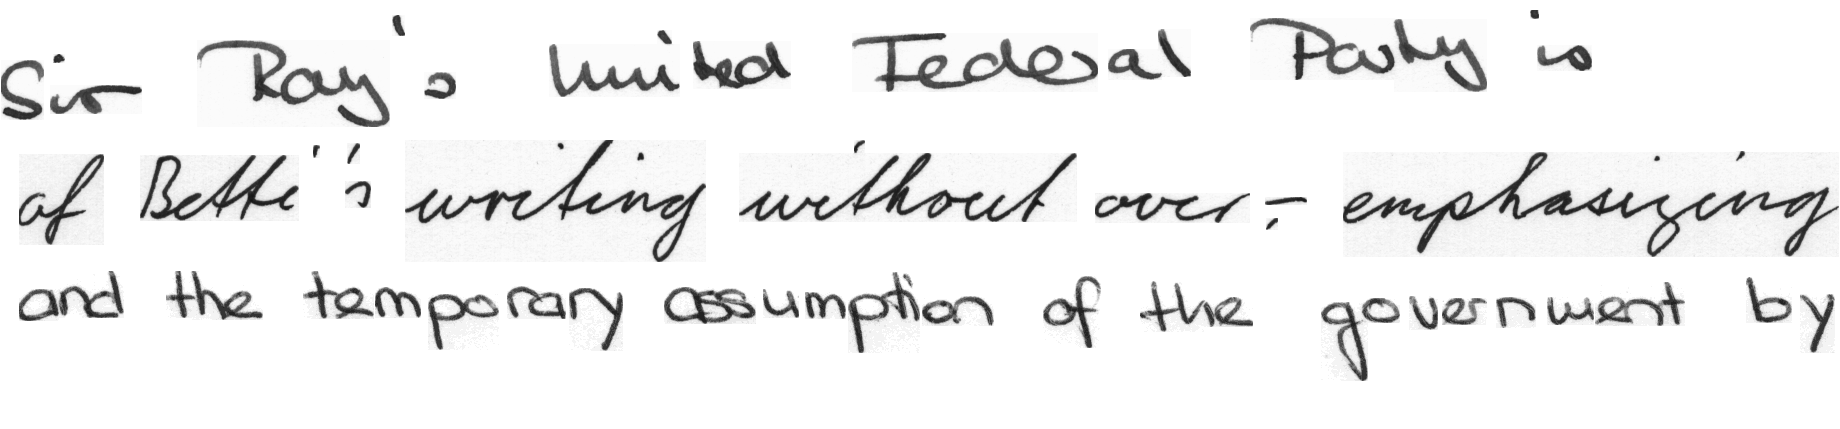 Sir Roy's United Federal Party is
of Betti's writing without over-emphasizing
and the temporary assumption of the government by